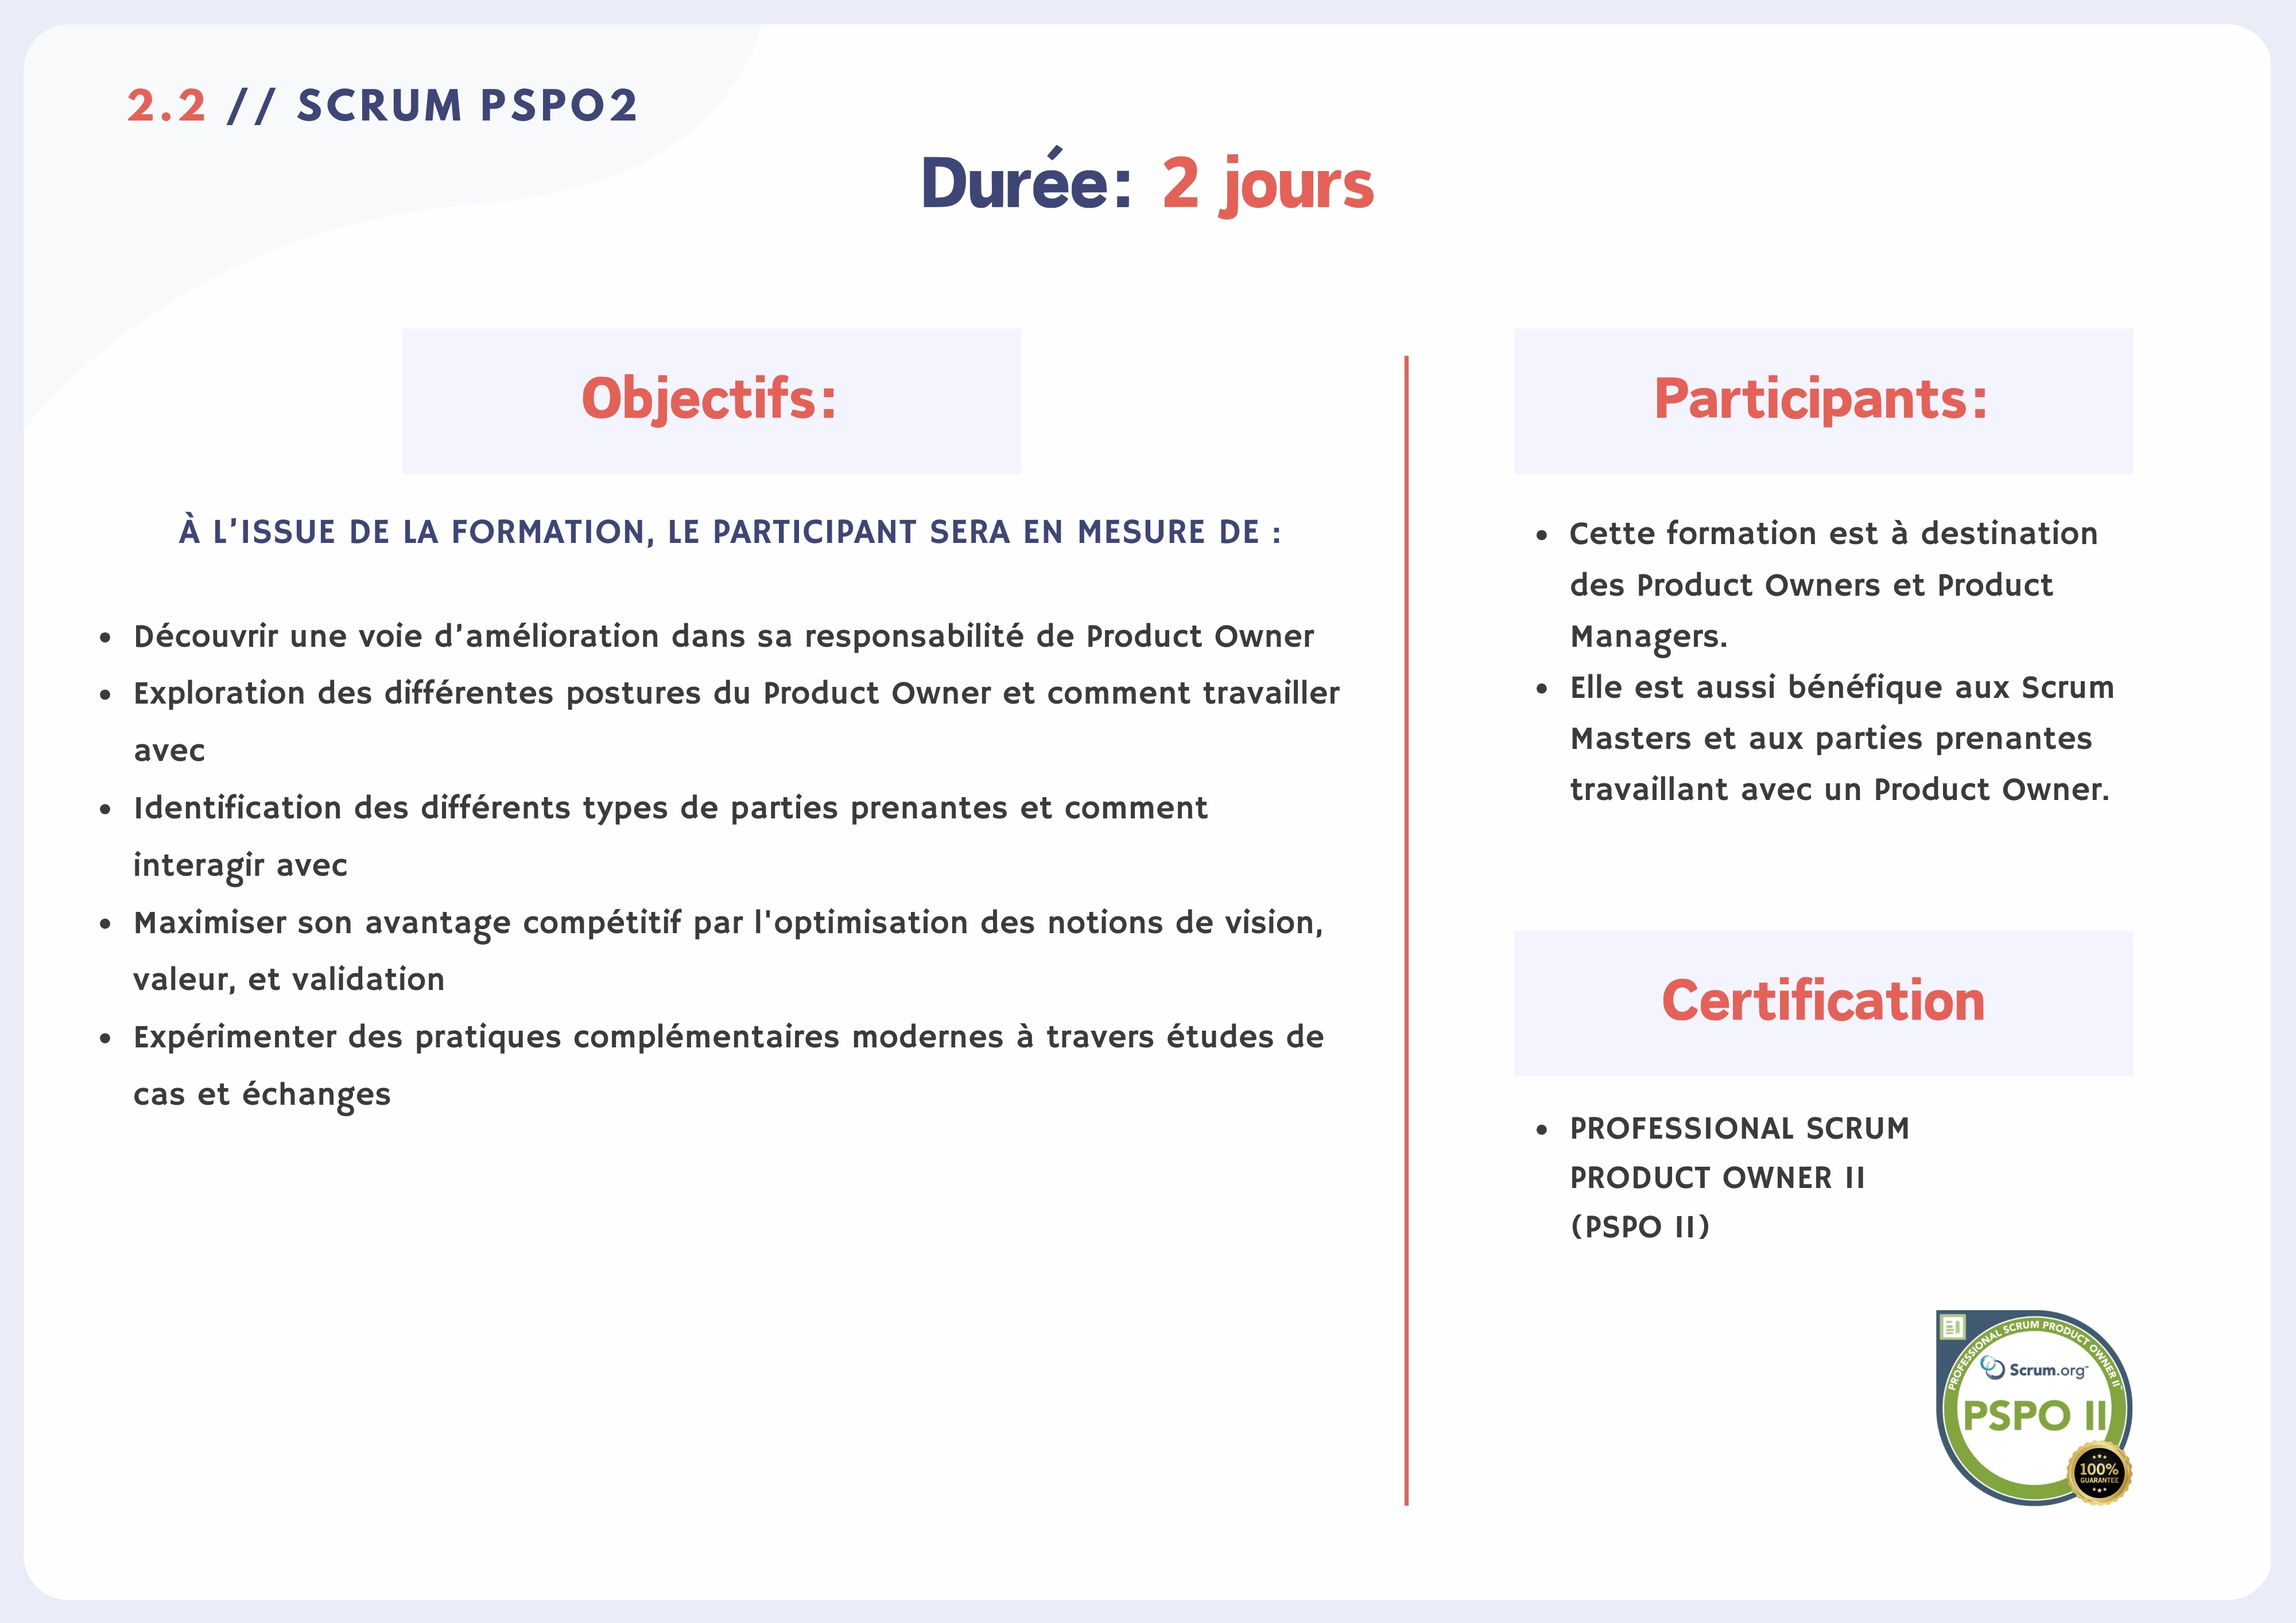 2.2 // SCRUM PSPO2
Durée: 2 jours
Objectifs:
À L'ISSUE DE LA FORMATION, LE PARTICIPANT SERA EN MESURE DE :
• Découvrir une voie d'amélioration dans sa responsabilité de Product Owner
• Exploration des différentes postures du Product Owner et comment travailler
avec
• Identification des différents types de parties prenantes et comment
interagir avec
• Maximiser son avantage compétitif par l'optimisation des notions de vision,
valeur, et validation
• Expérimenter des pratiques complémentaires modernes à travers études de
cas et échanges
Participants:
• Cette formation est à destination
des Product Owners et Product
Managers.
• Elle est aussi bénéfique aux Scrum
Masters et aux parties prenantes
travaillant avec un Product Owner.
Certification
• PROFESSIONAL SCRUM
PRODUCT OWNER II
(PSPO II)
PROFESSIONAL SCRUM PRODUCT OWNER II
Scrum.org™
PSPO II
100%
GUARANTEE